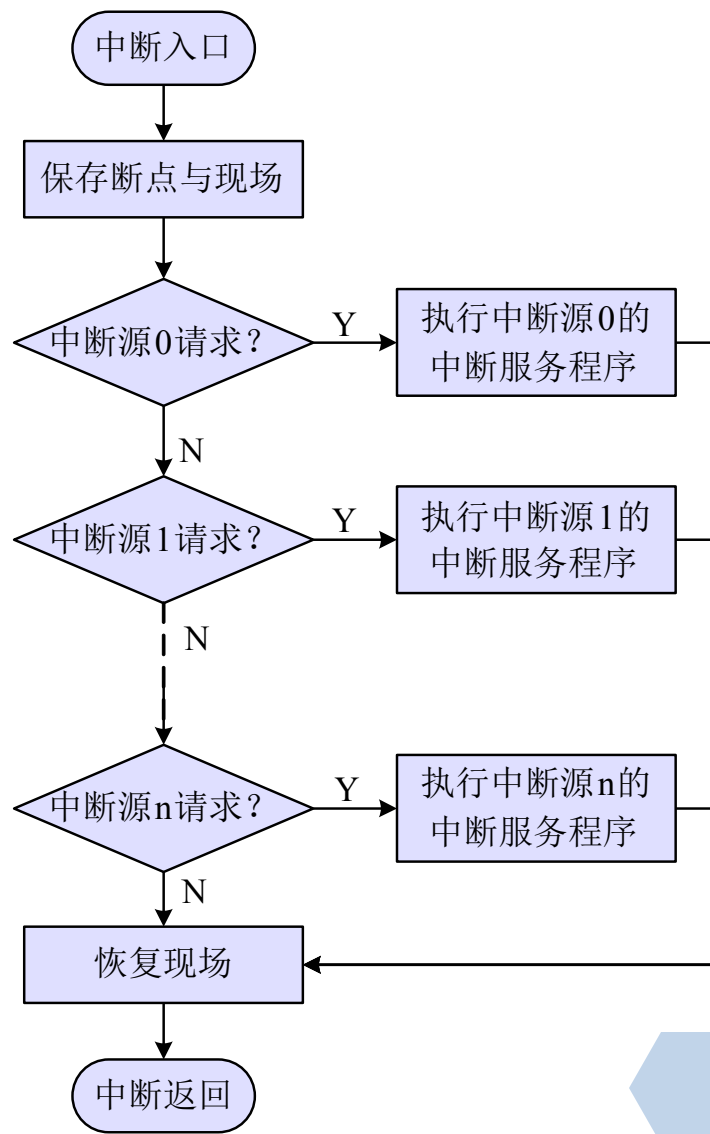 中断入口
保存断点与现场
中断源0请求？
Y
执行中断源0的
中断服务程序
N
中断源1请求？
Y
执行中断源1的
中断服务程序
N
中断源n请求？
Y
执行中断源n的
中断服务程序
N
恢复现场
中断返回